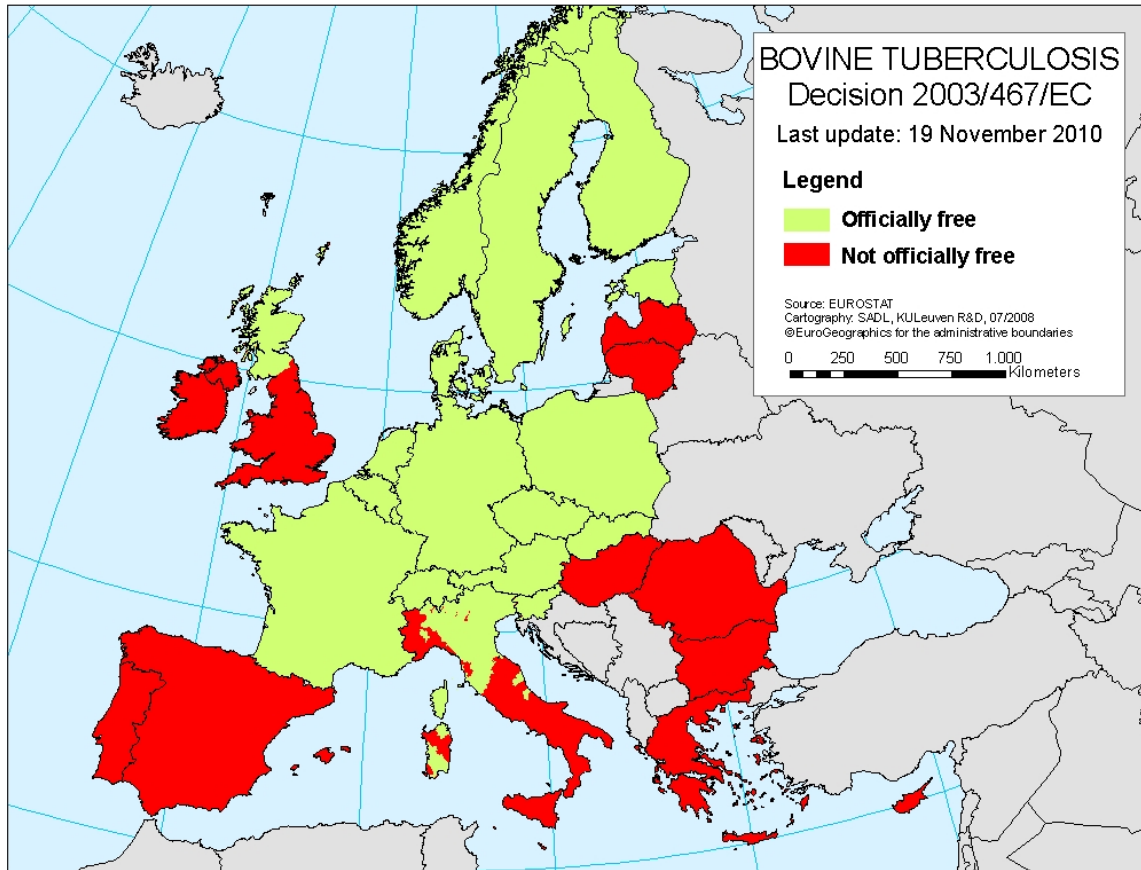 BOVINE TUBERCULOSIS
Decision 2003/467/EC
Last update: 19 November 2010
Legend
Officially free
Not officially free
Source: EUROSTAT
Cartography: SADL, KULeuven R&D, 07/2008
©EuroGeographics for the administrative boundaries
0 250 500 750 1.000
Kilometers